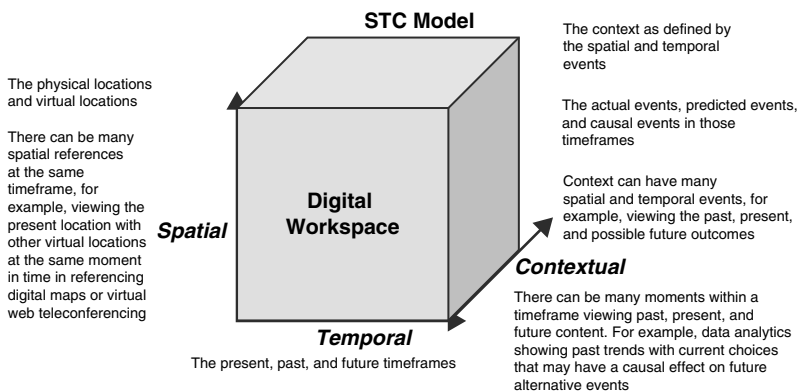 STC Model
The physical locations
and virtual locations
There can be many
spatial references
at the same
timeframe, for
example, viewing the
present location with
other virtual locations
at the same moment
in time in referencing
digital maps or virtual
web teleconferencing
Spatial
Digital
Workspace
Temporal
The present, past, and future timeframes
The context as defined by
the spatial and temporal
events
The actual events, predicted events,
and causal events in those
timeframes
Context can have many
spatial and temporal events, for
example, viewing the past, present,
and possible future outcomes
Contextual
There can be many moments within a
timeframe viewing past, present, and
future content. For example, data analytics
showing past trends with current choices
that may have a causal effect on future
alternative events